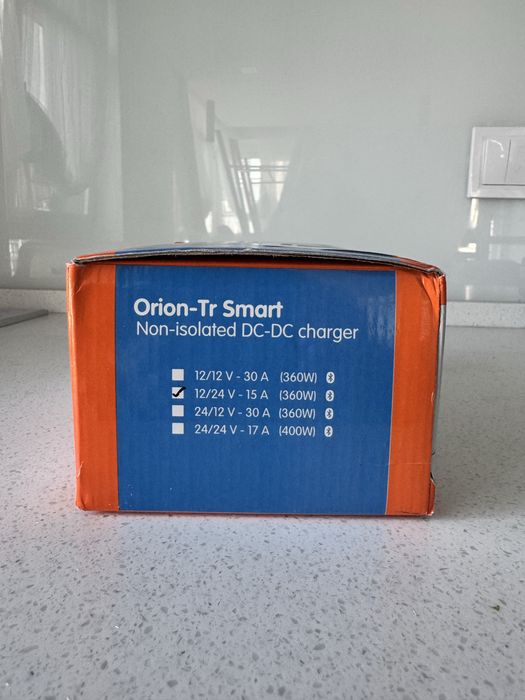 Orion-Tr Smart
Non-isolated DC-DC charger
12/12 V - 30 A (360W)
12/24 V - 15 A (360W)
24/12 V - 30 A (360W)
24/24 V - 17 A (400W)